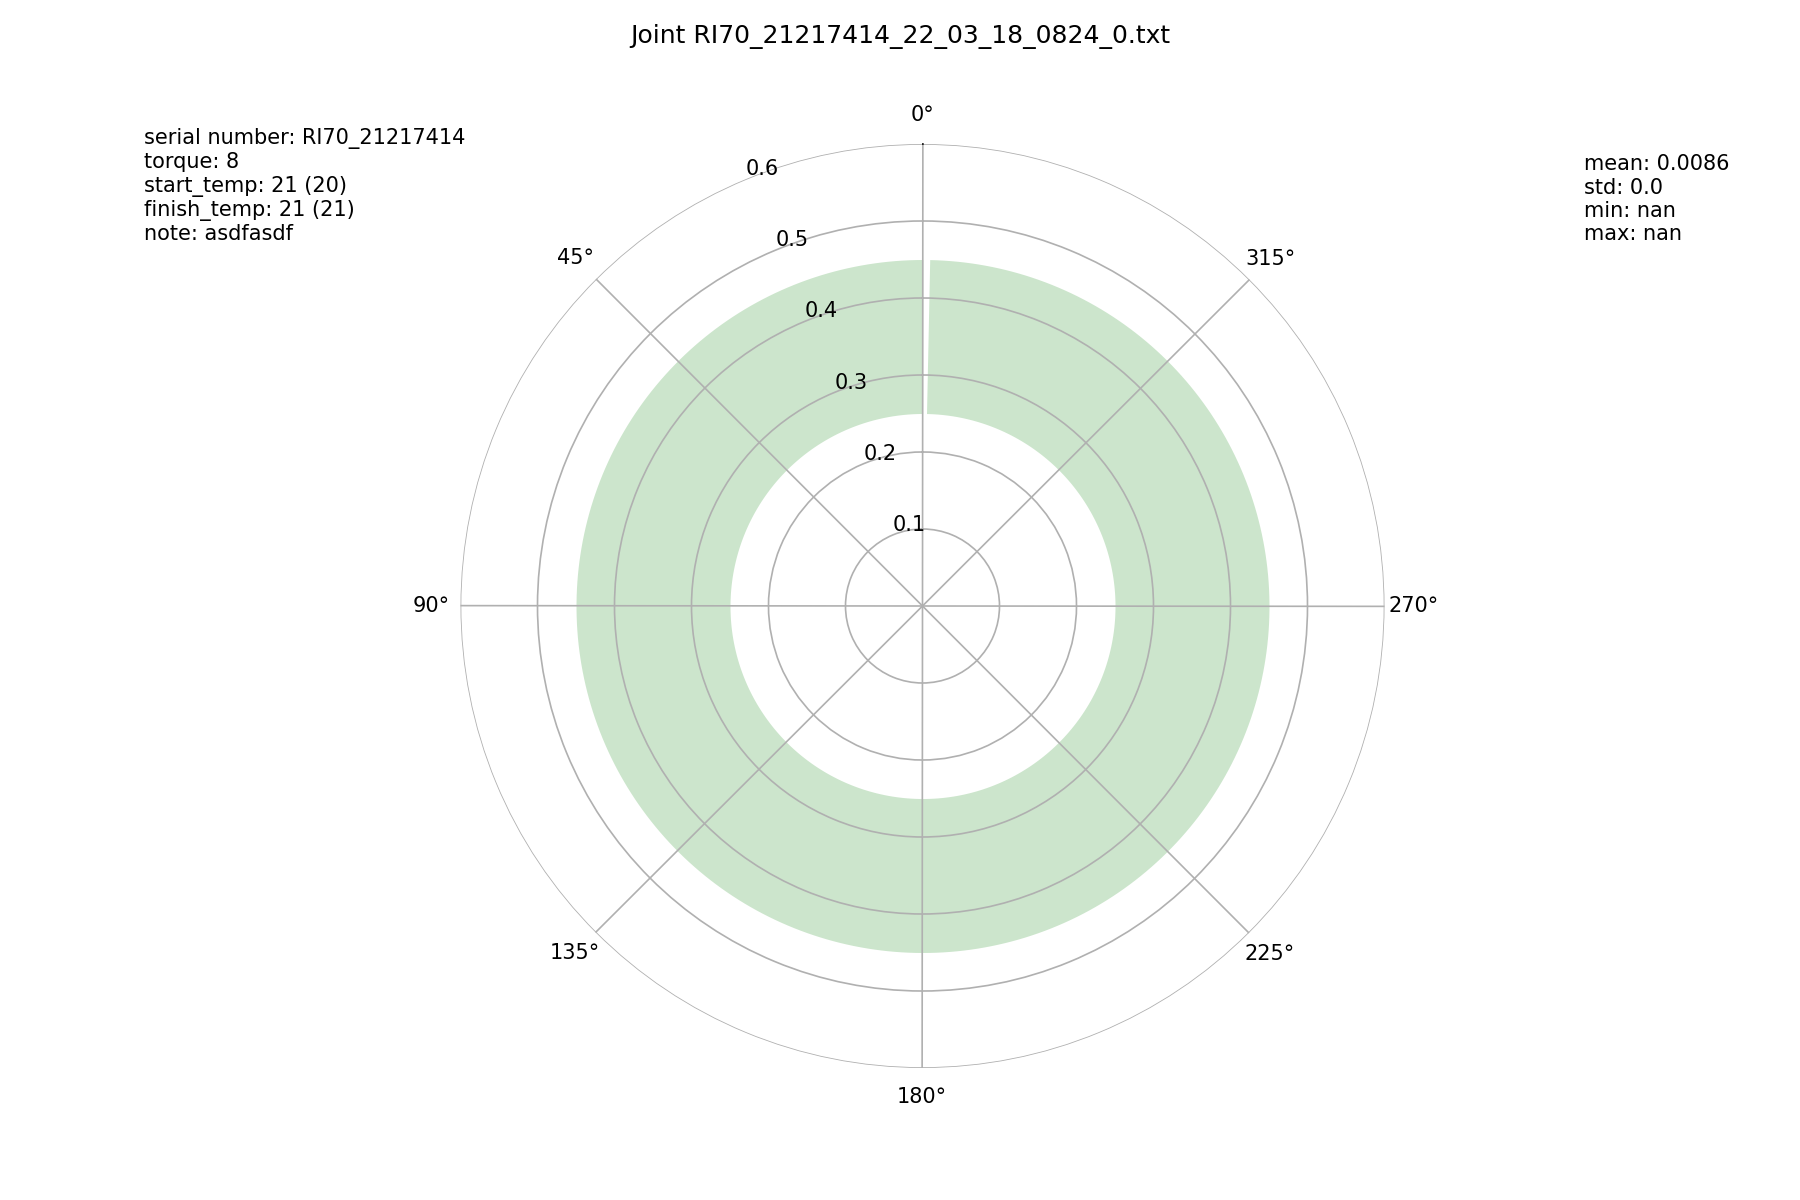 Joint RI70_21217414_22_03_18_0824_0.txt
serial number: RI70_21217414
torque: 8
start_temp: 21 (20)
finish_temp: 21 (21)
note: asdfasdf
mean: 0.0086
std: 0.0
min: nan
max: nan
0°
45°
90°
135°
180°
225°
270°
315°
0.6
0.5
0.4
0.3
0.2
0.1